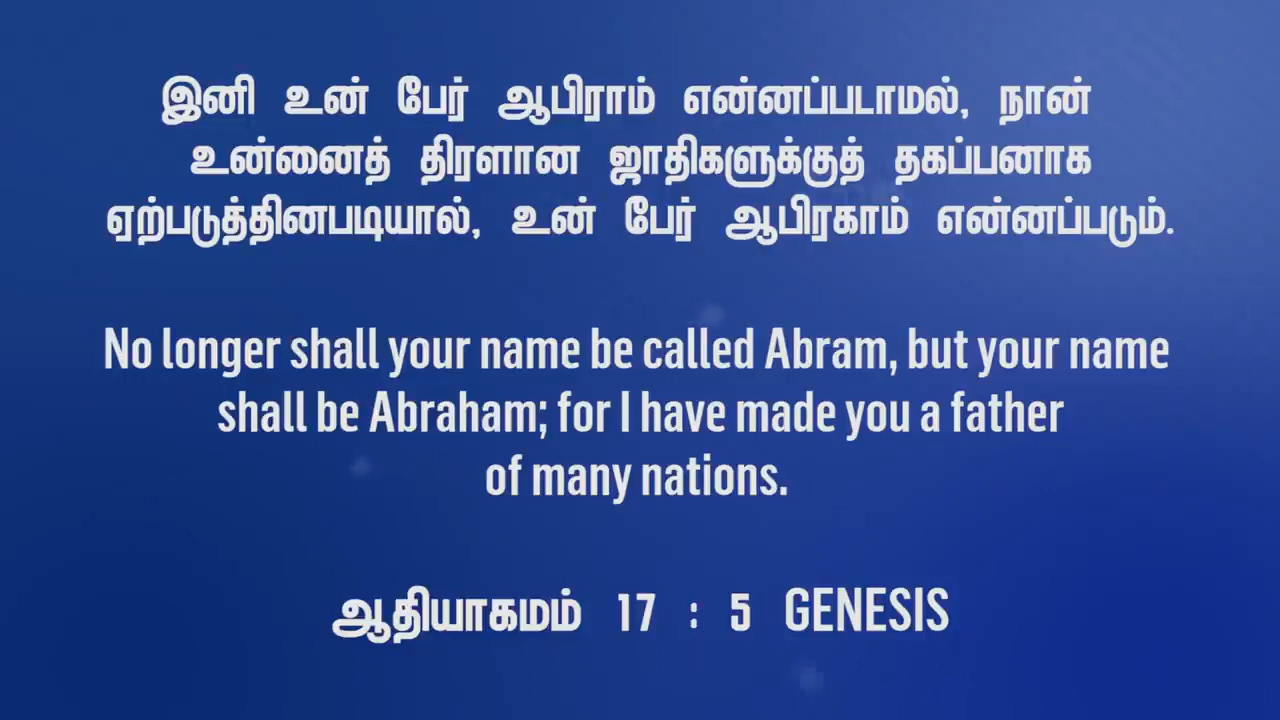 இனி உன் பேர் ஆபிராம் என்னப்படாமல், நான்
உன்னைத் திரளான ஜாதிகளுக்குத் தகப்பனாக
ஏற்படுத்தினபடியால், உன் பேர் ஆபிரகாம் என்னப்படும்.
No longer shall your name be called Abram, but your name
shall be Abraham; for I have made you a father
of many nations.
ஆதியாகமம் 17 : 5 GENESIS